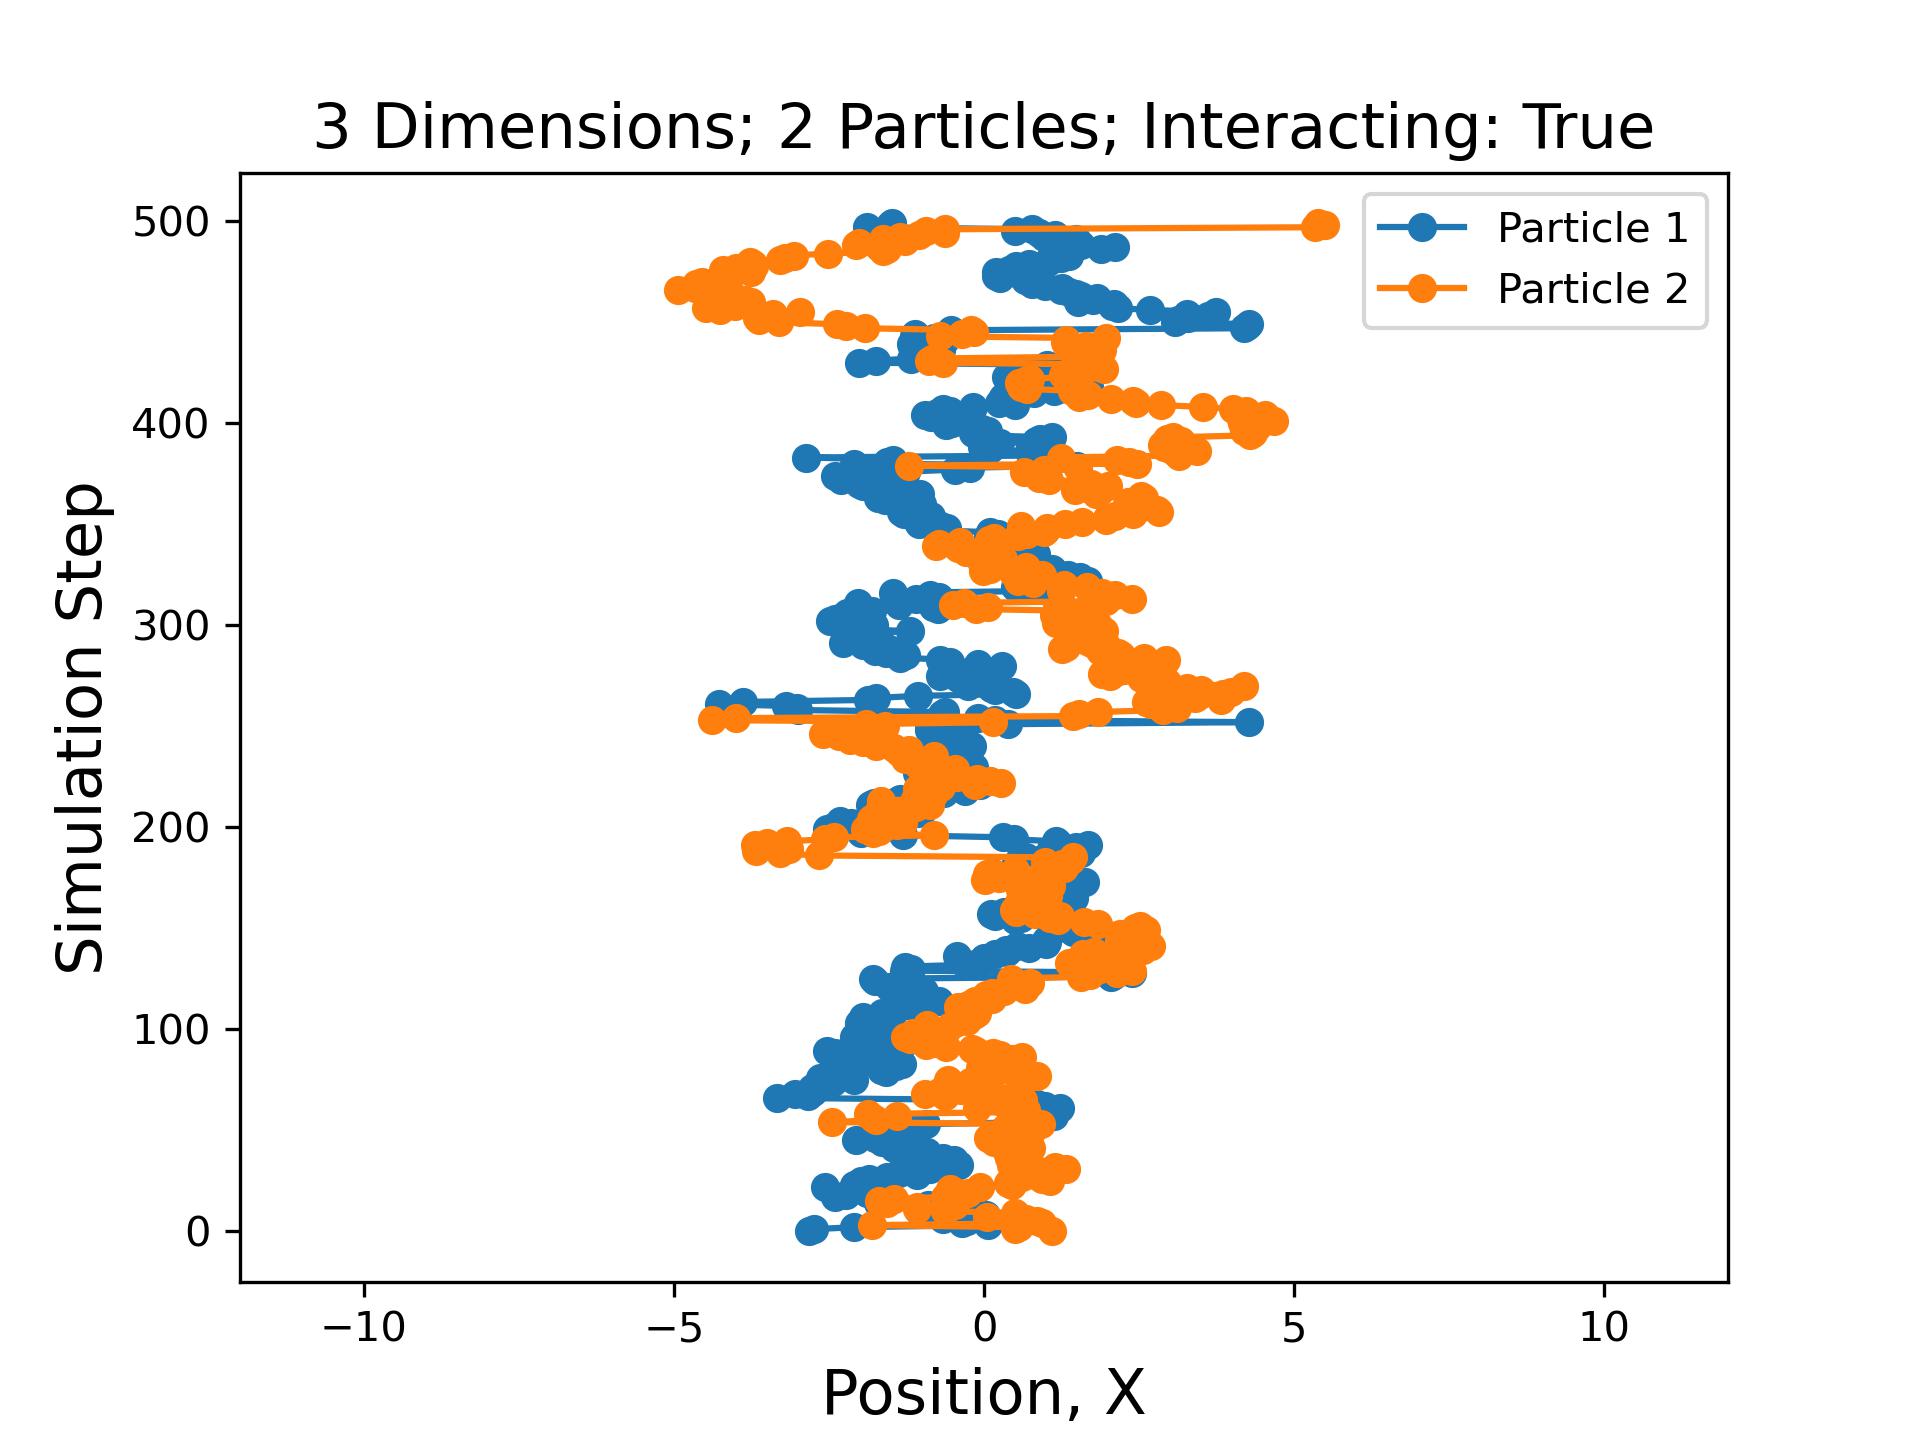 3 Dimensions; 2 Particles; Interacting: True
Particle 1
Particle 2
Simulation Step
500
400
300
200
100
0
−10
−5
0
5
10
Position, X